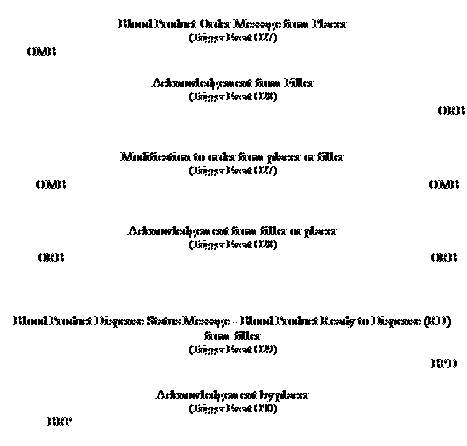 Blood Product Order Message from Placer
(Trigger Event O27)
OMB
Acknowledgement from Filler
(Trigger Event O28)
ORB
Modification to order from placer or filler
(Trigger Event O27)
OMB OMB
Acknowledgement from filler or placer
(Trigger Event O28)
ORB ORB
Blood Product Dispense Status Message - Blood Product Ready to Dispense (RD)
from filler
(Trigger Event O29)
BPD
Acknowledgement by placer
(Trigger Event O30)
BRP